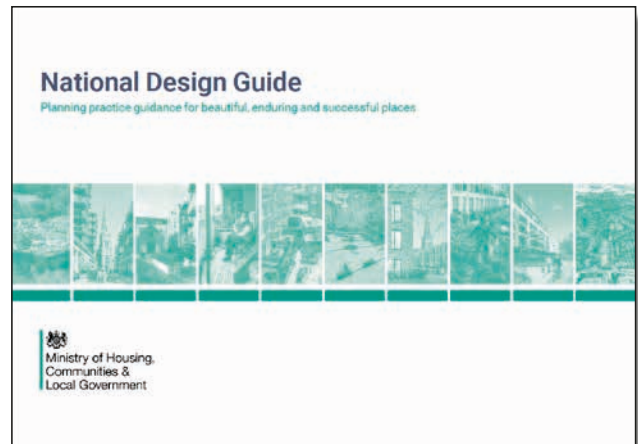 National Design Guide
Planning practice guidance for beautiful, enduring and successful places
Ministry of Housing,
Communities &
Local Government